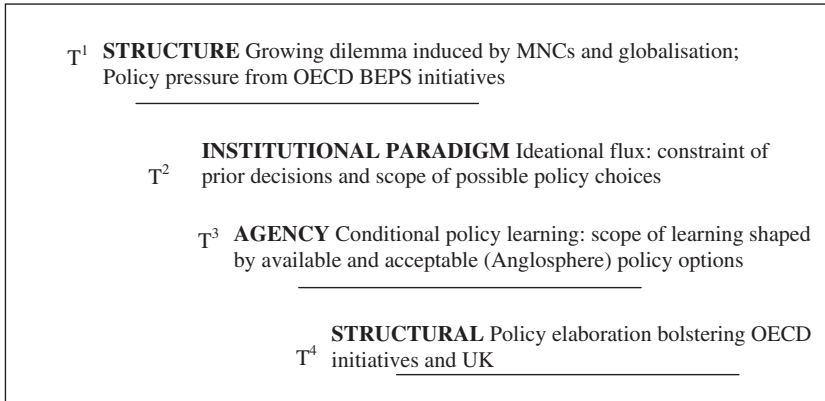 T¹ STRUCTURE Growing dilemma induced by MNCs and globalisation;
Policy pressure from OECD BEPS initiatives
INSTITUTIONAL PARADIGM Ideational flux: constraint of
T² prior decisions and scope of possible policy choices
T³ AGENCY Conditional policy learning: scope of learning shaped
by available and acceptable (Anglosphere) policy options
STRUCTURAL Policy elaboration bolstering OECD
T⁴ initiatives and UK